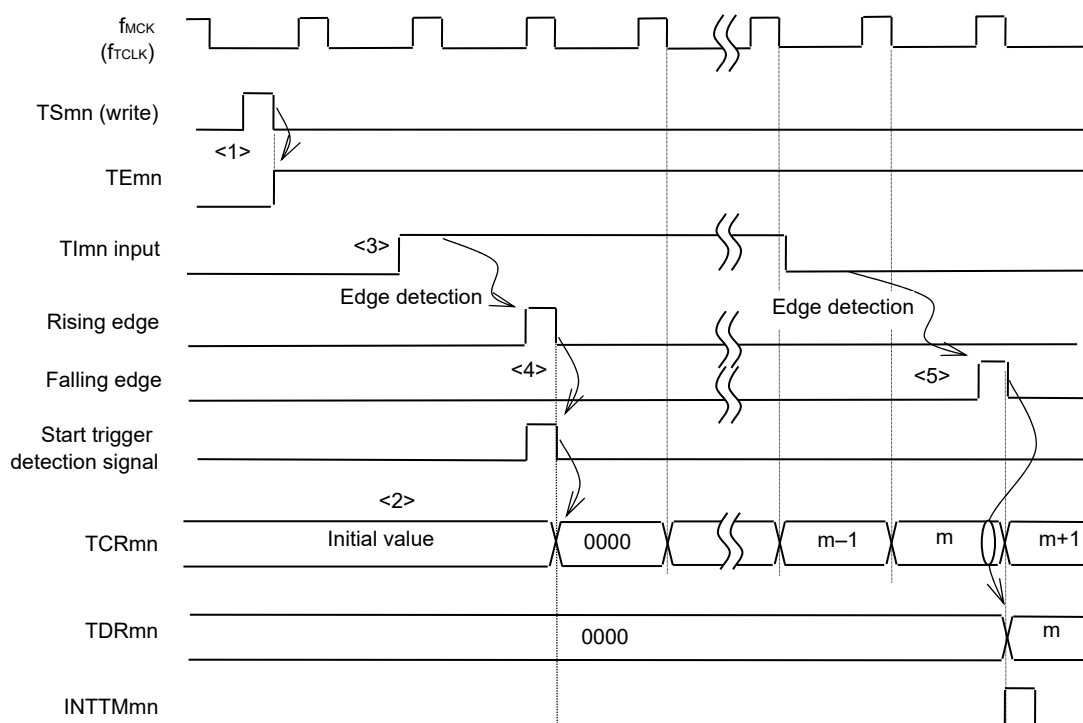 fMCK
(fTCLK)
TSmn (write)
<1>
TEmn
TImn input
<3>
Edge detection
Edge detection
Rising edge
<4>
Falling edge
<5>
Start trigger
detection signal
<2>
TCRmn
Initial value
0000
m–1
m
m+1
TDRmn
0000
m
INTTMmn